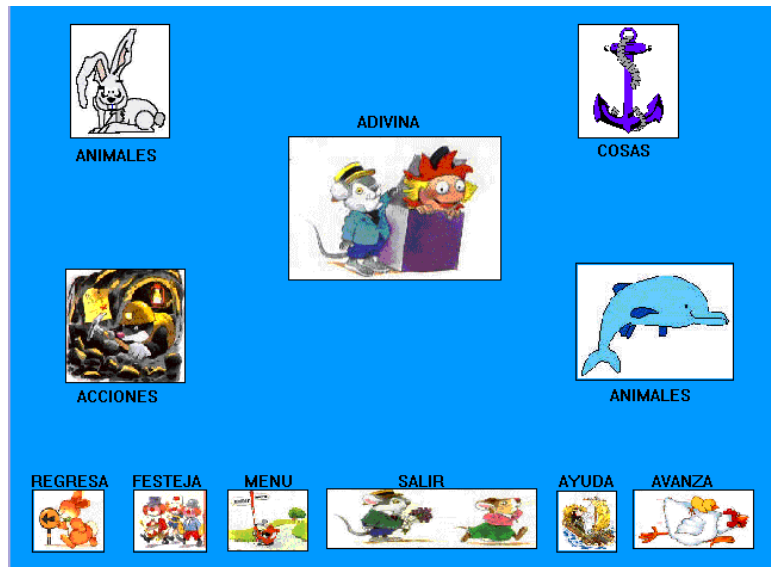 ADIVINA
ANIMALES
COSAS
ACCIONES
ANIMALES
REGRESA
FESTEJA
MENU
SALIR
AYUDA
AVANZA